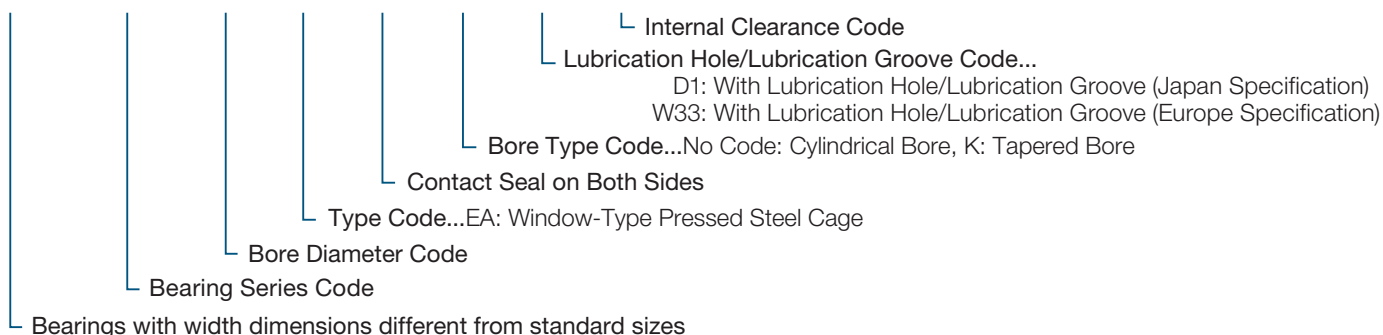 Internal Clearance Code
Lubrication Hole/Lubrication Groove Code...
D1: With Lubrication Hole/Lubrication Groove (Japan Specification)
W33: With Lubrication Hole/Lubrication Groove (Europe Specification)
Bore Type Code...No Code: Cylindrical Bore, K: Tapered Bore
Contact Seal on Both Sides
Type Code...EA: Window-Type Pressed Steel Cage
Bore Diameter Code
Bearing Series Code
Bearings with width dimensions different from standard sizes